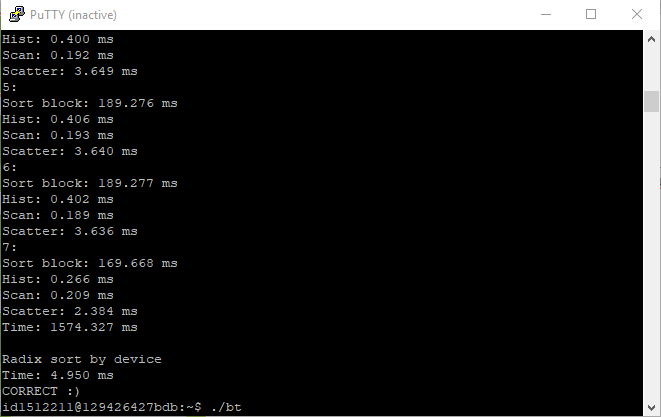 PuTTY (inactive)
Hist: 0.400 ms
Scan: 0.192 ms
Scatter: 3.649 ms
5:
Sort block: 189.276 ms
Hist: 0.406 ms
Scan: 0.193 ms
Scatter: 3.640 ms
6:
Sort block: 189.277 ms
Hist: 0.402 ms
Scan: 0.189 ms
Scatter: 3.636 ms
7:
Sort block: 169.668 ms
Hist: 0.266 ms
Scan: 0.209 ms
Scatter: 2.384 ms
Time: 1574.327 ms

Radix sort by device
Time: 4.950 ms
CORRECT :)
id1512211@129426427bdb:~$ ./bt